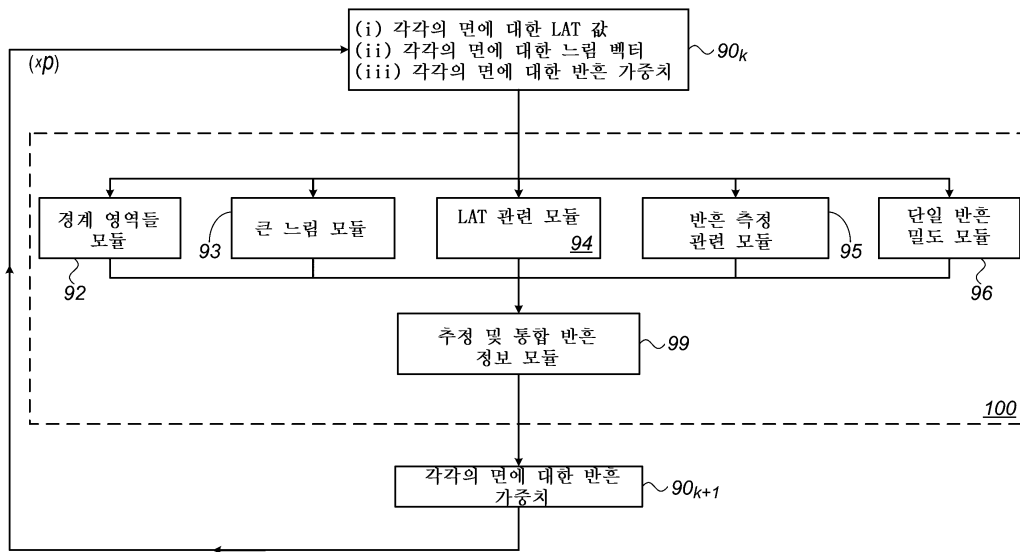 (i) 각각의 면에 대한 LAT 값
(ii) 각각의 면에 대한 느림 벡터
(iii) 각각의 면에 대한 반흔 가중치
90k
(xp)
경계 영역들
모듈
92
93
큰 느림 모듈
LAT 관련 모듈
94
반흔 측정
관련 모듈
95
단일 반흔
밀도 모듈
96
추정 및 통합 반흔
정보 모듈
99
100
각각의 면에 대한 반흔
가중치
90k+1